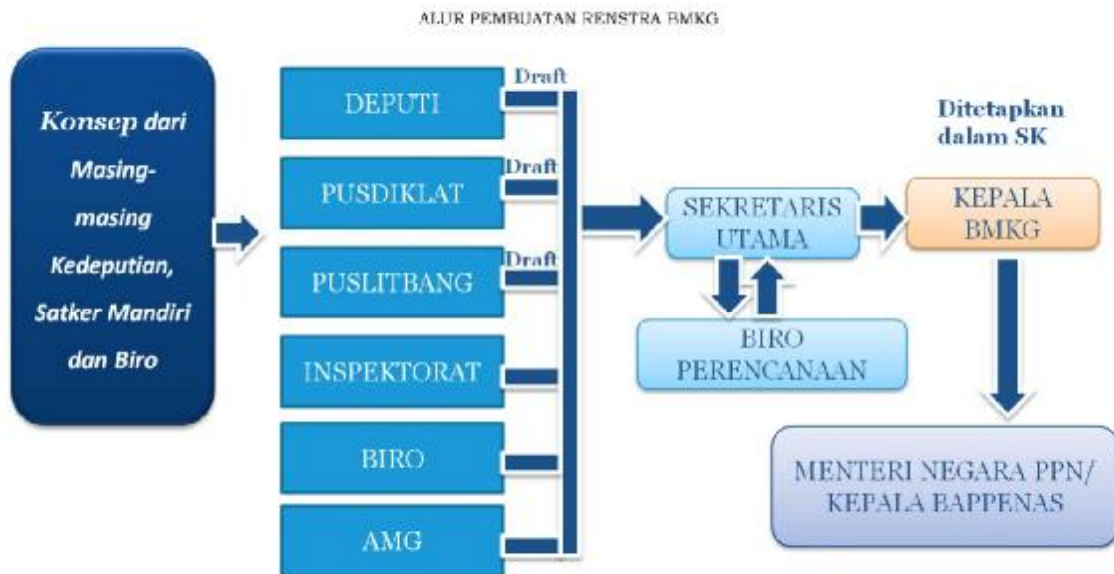 ALUR PEMBUATAN RENSTRA BMKG
Konsep dari
Masing-
masing
Kedeputian,
Satker Mandiri
dan Biro
DEPUTI
Draft
PUSDIKLAT
Draft
PUSLITBANG
Draft
INSPEKTORAT
BIRO
AMG
SEKRETARIS
UTAMA
BIRO
PERENCANAAN
Ditetapkan
dalam SK
KEPALA
BMKG
MENTERI NEGARA PPN/
KEPALA BAPPENAS